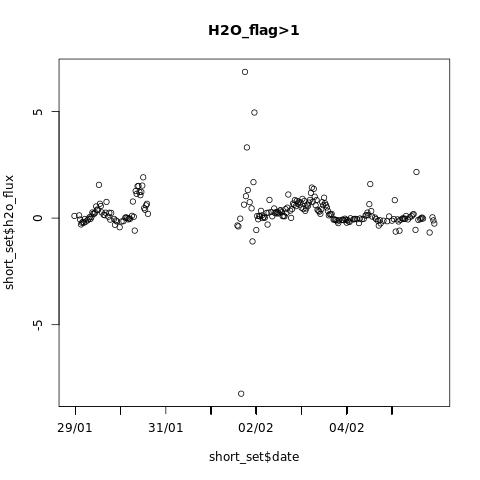 H2O_flag>1
short_set$h2o_flux
5
0
-5
29/01 31/01 02/02 04/02
short_set$date